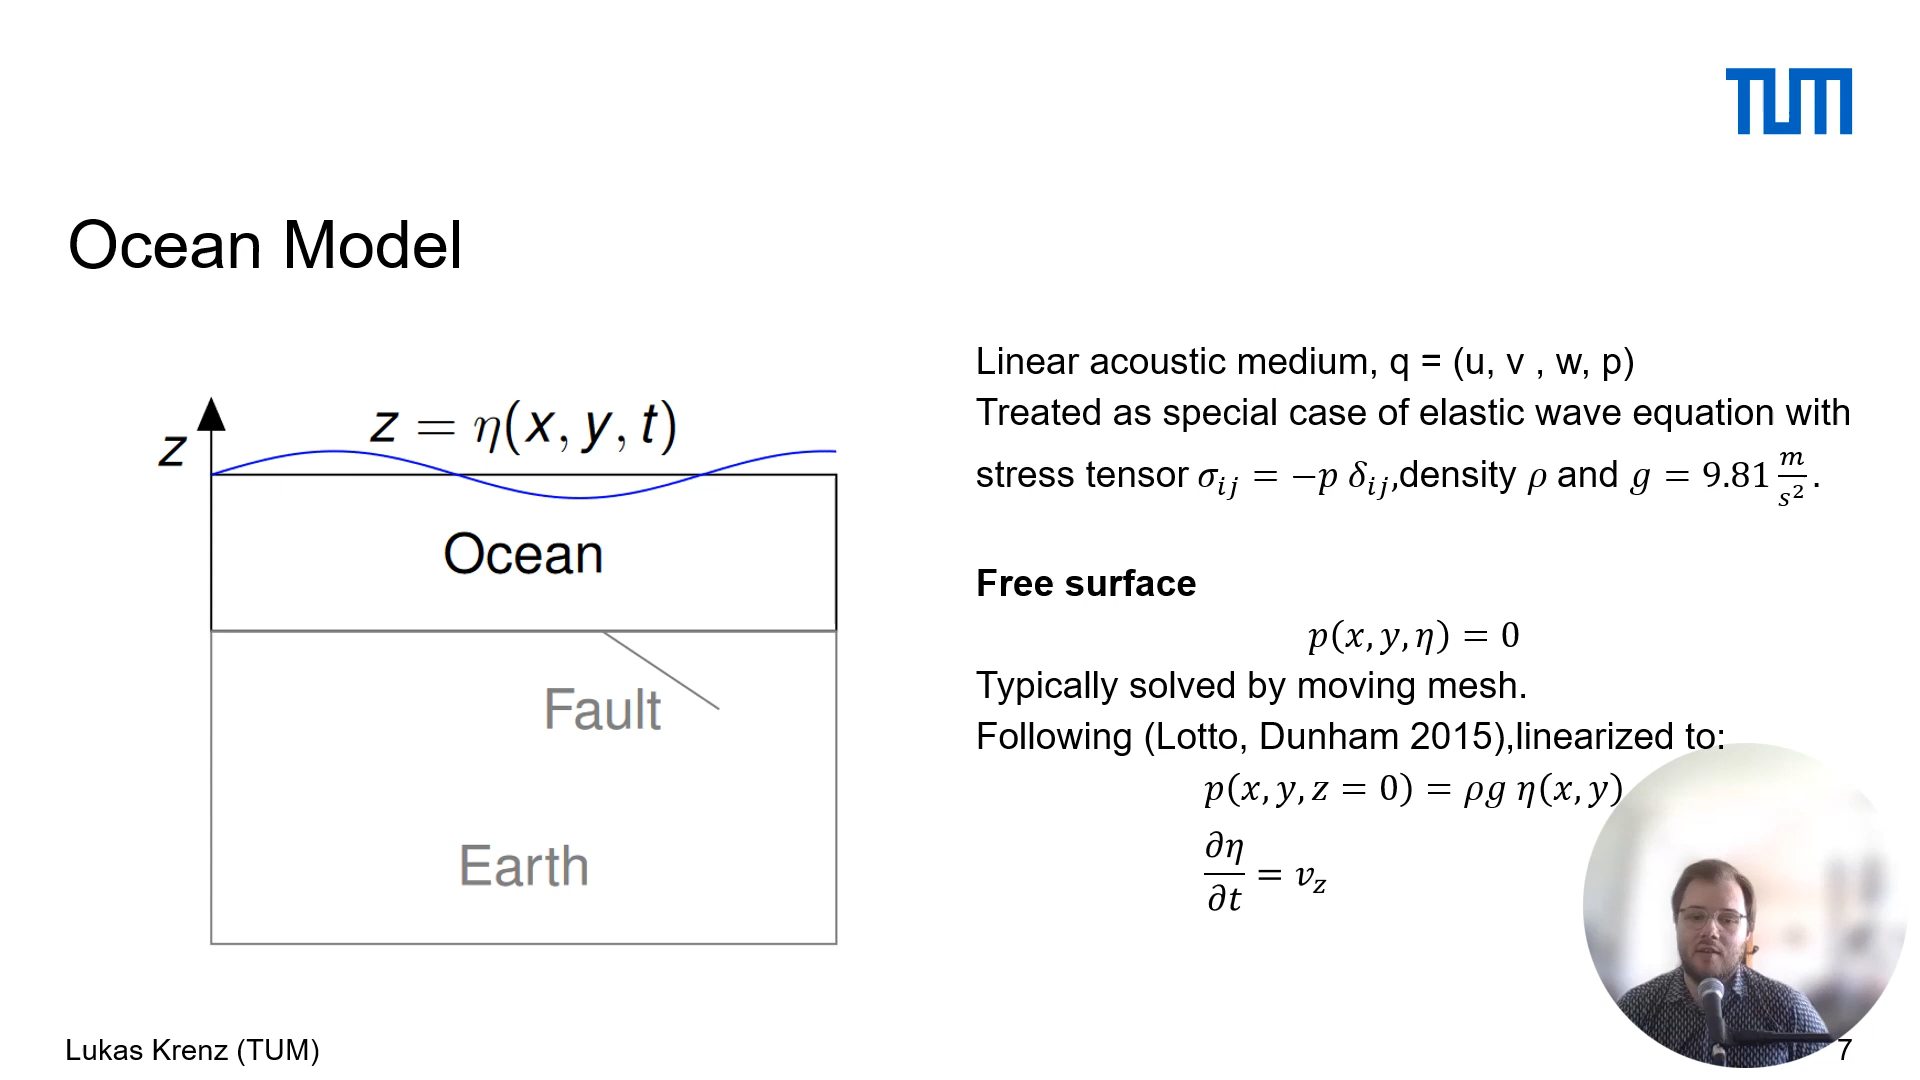 TUM
Ocean Model
z
z = η(x, y, t)
Ocean
Fault
Earth
Linear acoustic medium, q = (u, v , w, p)
Treated as special case of elastic wave equation with
stress tensor σ_ij = −p δ_ij,density ρ and g = 9.81 m/s².
Free surface
p(x, y, η) = 0
Typically solved by moving mesh.
Following (Lotto, Dunham 2015),linearized to:
p(x, y, z = 0) = ρg η(x, y)
∂η/∂t = v_z
Lukas Krenz (TUM)
7